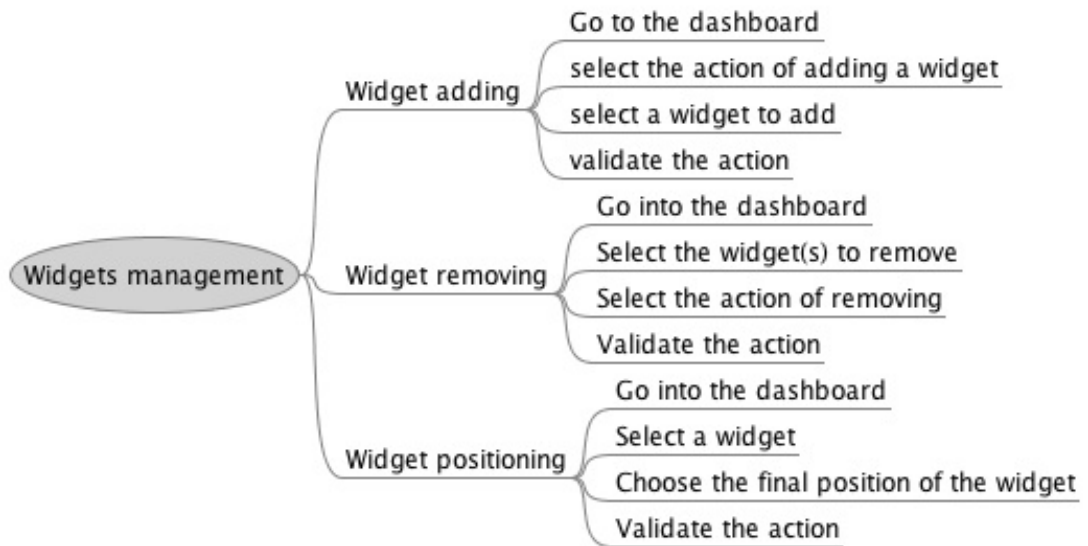 Widgets management
Widget adding
Go to the dashboard
select the action of adding a widget
select a widget to add
validate the action
Widget removing
Go into the dashboard
Select the widget(s) to remove
Select the action of removing
Validate the action
Widget positioning
Go into the dashboard
Select a widget
Choose the final position of the widget
Validate the action